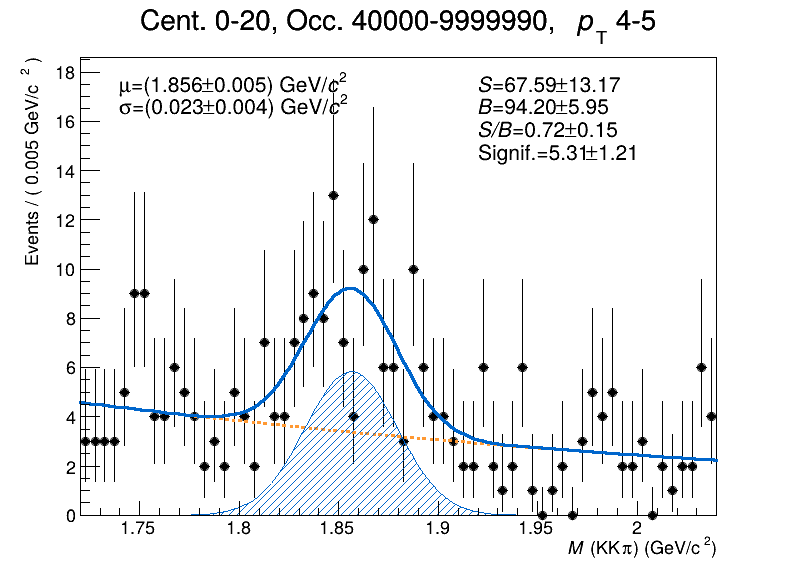 Cent. 0-20, Occ. 40000-9999990, p_T 4-5
μ=(1.856±0.005) GeV/c²
σ=(0.023±0.004) GeV/c²
S=67.59±13.17
B=94.20±5.95
S/B=0.72±0.15
Signif.=5.31±1.21
Events / ( 0.005 GeV/c² )
18
16
14
12
10
8
6
4
2
0
1.75 1.8 1.85 1.9 1.95 2
M (KKπ) (GeV/c²)